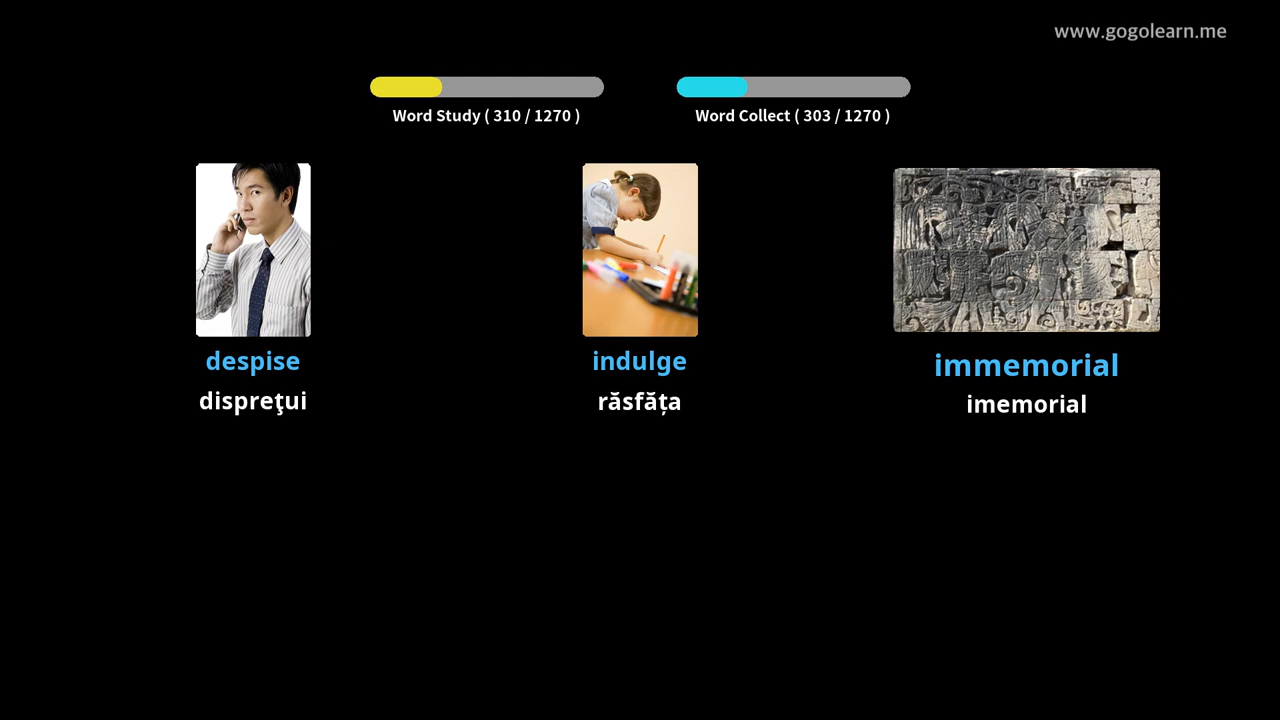 www.gogolearn.me
Word Study ( 310 / 1270 )
Word Collect ( 303 / 1270 )
despise
indulge
immemorial
dispreţui
răsfăța
imemorial